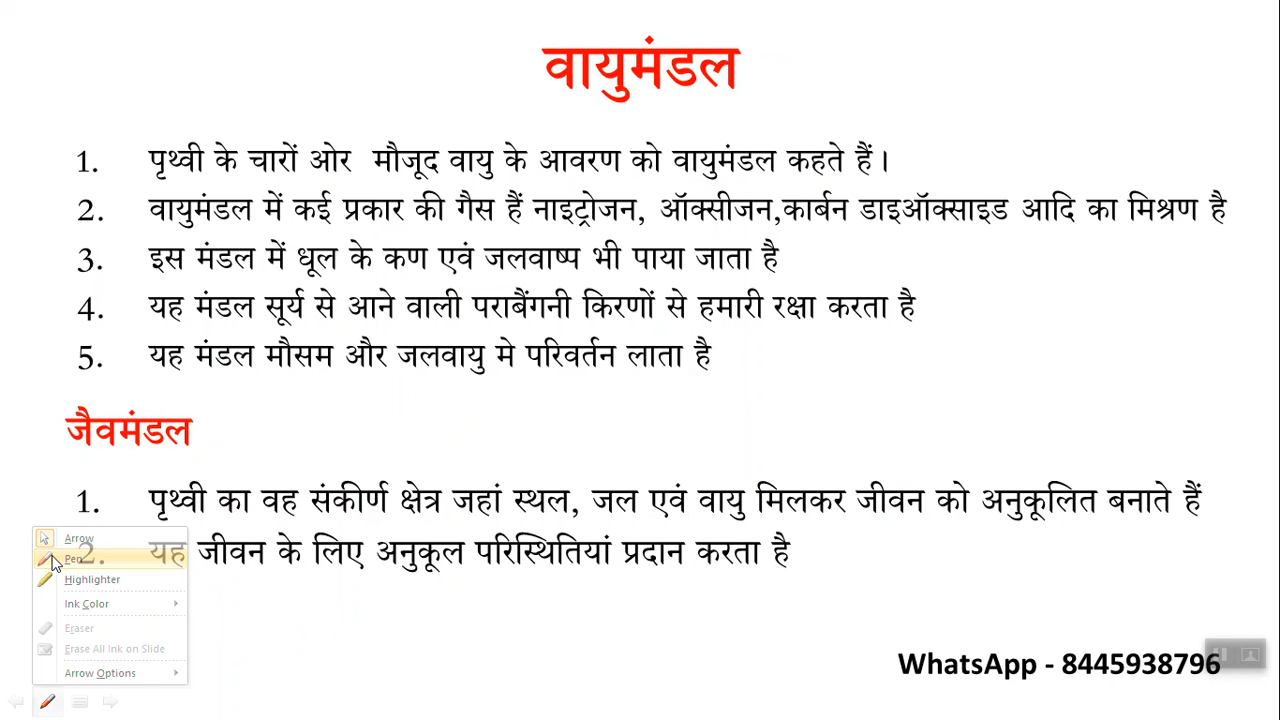 वायुमंडल
1. पृथ्वी के चारों ओर मौजूद वायु के आवरण को वायुमंडल कहते हैं।
2. वायुमंडल में कई प्रकार की गैस हैं नाइट्रोजन, ऑक्सीजन,कार्बन डाइऑक्साइड आदि का मिश्रण है
3. इस मंडल में धूल के कण एवं जलवाष्प भी पाया जाता है
4. यह मंडल सूर्य से आने वाली पराबैंगनी किरणों से हमारी रक्षा करता है
5. यह मंडल मौसम और जलवायु मे परिवर्तन लाता है
जैवमंडल
1. पृथ्वी का वह संकीर्ण क्षेत्र जहां स्थल, जल एवं वायु मिलकर जीवन को अनुकूलित बनाते हैं
2. यह जीवन के लिए अनुकूल परिस्थितियां प्रदान करता है
Arrow
Pen
Highlighter
Ink Color
Eraser
Erase All Ink on Slide
Arrow Options
WhatsApp - 8445938796